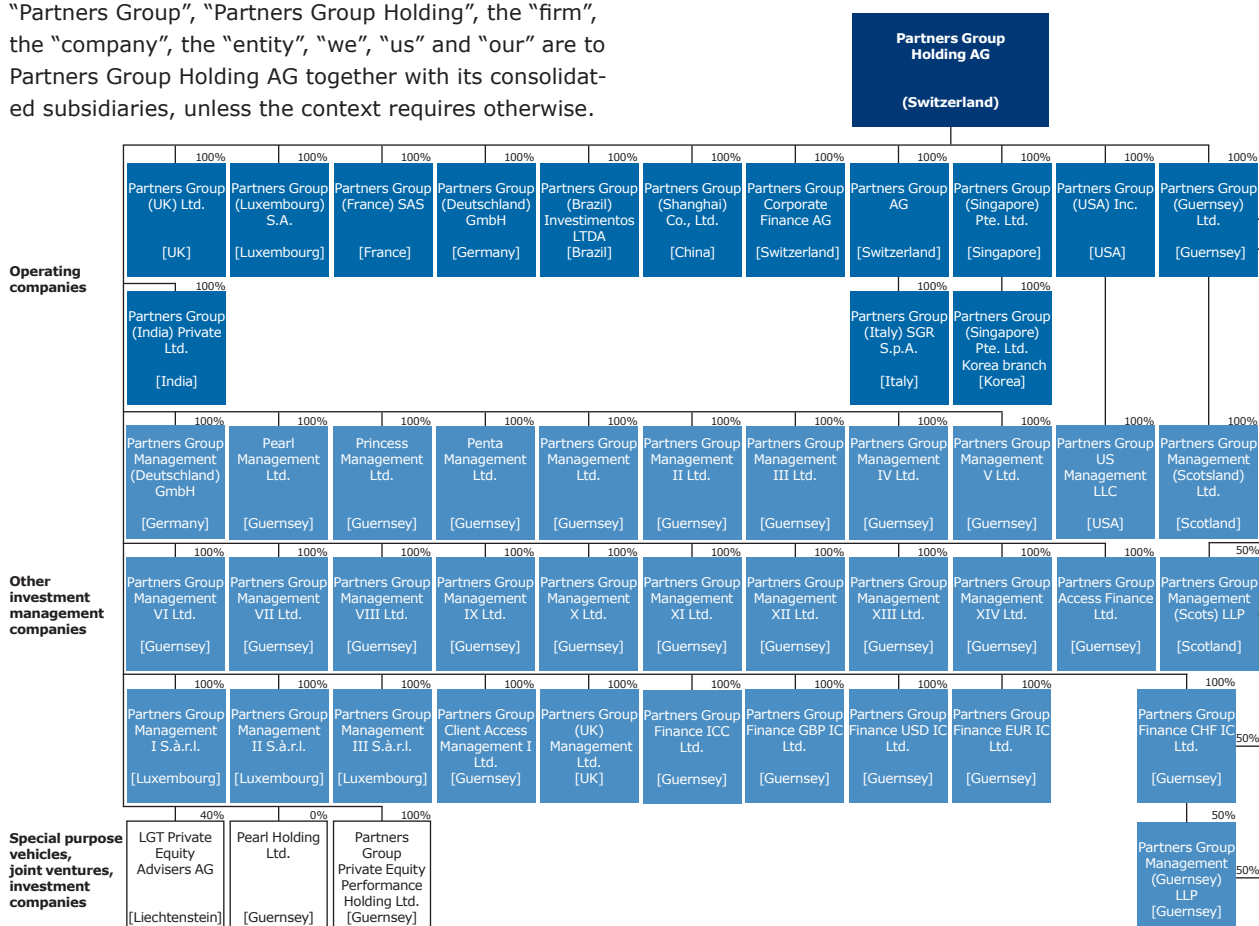 “Partners Group”, “Partners Group Holding”, the “firm”,
the “company”, the “entity”, “we”, “us” and “our” are to
Partners Group Holding AG together with its consolidat-
ed subsidiaries, unless the context requires otherwise.
Partners Group
Holding AG
(Switzerland)
Operating
companies
100%
Partners Group
(UK) Ltd.
[UK]
100%
Partners Group
(Luxembourg)
S.A.
[Luxembourg]
100%
Partners Group
(France) SAS
[France]
100%
Partners Group
(Deutschland)
GmbH
[Germany]
100%
Partners Group
(Brazil)
Investimentos
LTDA
[Brazil]
100%
Partners Group
(Shanghai)
Co., Ltd.
[China]
100%
Partners Group
Corporate
Finance AG
[Switzerland]
100%
Partners Group
AG
[Switzerland]
100%
Partners Group
(Singapore)
Pte. Ltd.
[Singapore]
100%
Partners Group
(USA) Inc.
[USA]
100%
Partners Group
(Guernsey)
Ltd.
[Guernsey]
100%
Partners Group
(India) Private
Ltd.
[India]
100%
Partners Group
(Italy) SGR
S.p.A.
[Italy]
100%
Partners Group
(Singapore)
Pte. Ltd.
Korea branch
[Korea]
Other
investment
management
companies
100%
Partners Group
Management
(Deutschland)
GmbH
[Germany]
100%
Pearl
Management
Ltd.
[Guernsey]
100%
Princess
Management
Ltd.
[Guernsey]
100%
Penta
Management
Ltd.
[Guernsey]
100%
Partners Group
Management
Ltd.
[Guernsey]
100%
Partners Group
Management
II Ltd.
[Guernsey]
100%
Partners Group
Management
III Ltd.
[Guernsey]
100%
Partners Group
Management
IV Ltd.
[Guernsey]
100%
Partners Group
Management
V Ltd.
[Guernsey]
100%
Partners Group
US
Management
LLC
[USA]
100%
Partners Group
Management
(Scotsland)
Ltd.
[Scotland]
100%
Partners Group
Management
VI Ltd.
[Guernsey]
100%
Partners Group
Management
VII Ltd.
[Guernsey]
100%
Partners Group
Management
VIII Ltd.
[Guernsey]
100%
Partners Group
Management
IX Ltd.
[Guernsey]
100%
Partners Group
Management
X Ltd.
[Guernsey]
100%
Partners Group
Management
XI Ltd.
[Guernsey]
100%
Partners Group
Management
XII Ltd.
[Guernsey]
100%
Partners Group
Management
XIII Ltd.
[Guernsey]
100%
Partners Group
Management
XIV Ltd.
[Guernsey]
100%
Partners Group
Access Finance
Ltd.
[Guernsey]
50%
Partners Group
Management
(Scots) LLP
[Scotland]
100%
Partners Group
Management
I S.à.r.l.
[Luxembourg]
100%
Partners Group
Management
II S.à.r.l.
[Luxembourg]
100%
Partners Group
Management
III S.à.r.l.
[Luxembourg]
100%
Partners Group
Client Access
Management I
Ltd.
[Guernsey]
100%
Partners Group
(UK)
Management
Ltd.
[UK]
100%
Partners Group
Finance ICC
Ltd.
[Guernsey]
100%
Partners Group
Finance GBP IC
Ltd.
[Guernsey]
100%
Partners Group
Finance USD IC
Ltd.
[Guernsey]
100%
Partners Group
Finance EUR IC
Ltd.
[Guernsey]
100%
Partners Group
Finance CHF IC
Ltd.
[Guernsey]
50%
Special purpose
vehicles,
joint ventures,
investment
companies
40%
LGT Private
Equity
Advisers AG
[Liechtenstein]
0%
Pearl Holding
Ltd.
[Guernsey]
100%
Partners
Group
Private Equity
Performance
Holding Ltd.
[Guernsey]
50%
Partners Group
Management
(Guernsey)
LLP
[Guernsey]
50%